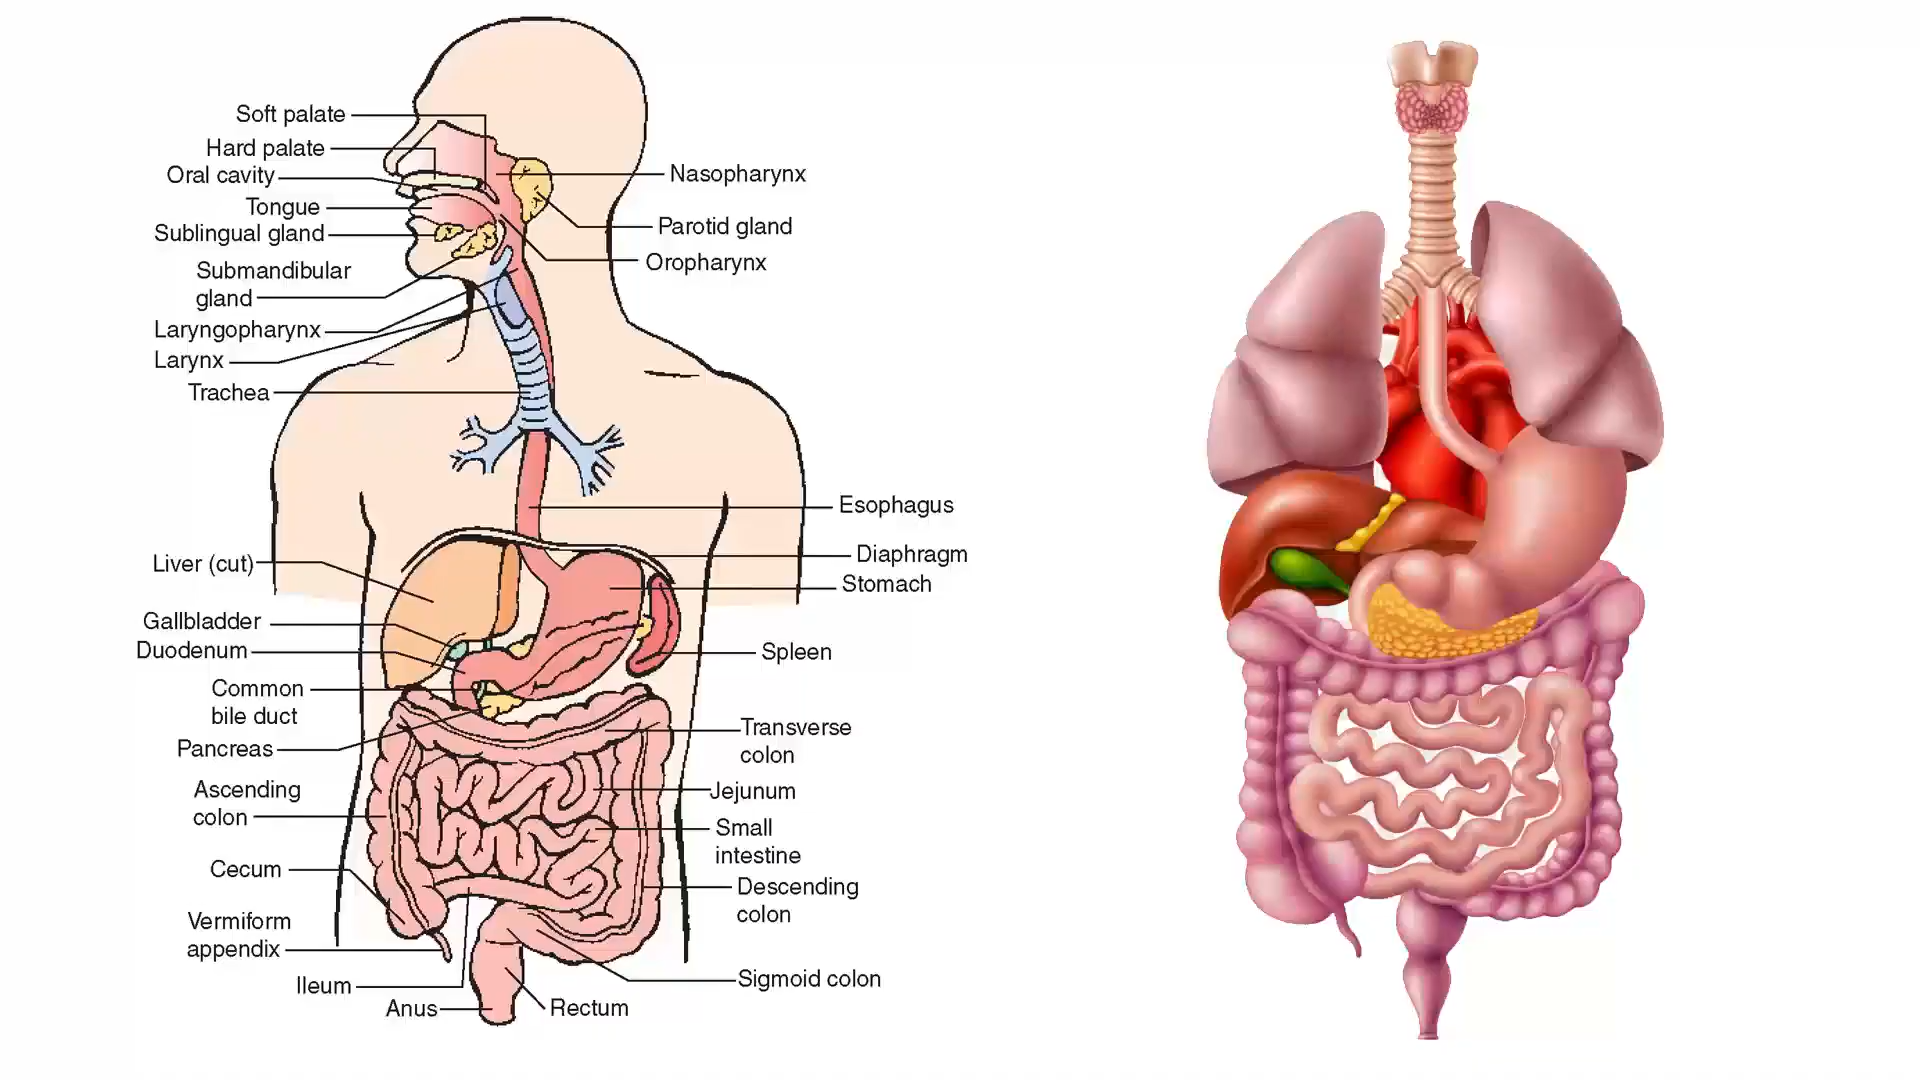 Soft palate
Hard palate
Oral cavity
Tongue
Sublingual gland
Submandibular
gland
Laryngopharynx
Larynx
Trachea
Liver (cut)
Gallbladder
Duodenum
Common
bile duct
Pancreas
Ascending
colon
Cecum
Vermiform
appendix
Ileum
Anus
Nasopharynx
Parotid gland
Oropharynx
Esophagus
Diaphragm
Stomach
Spleen
Transverse
colon
Jejunum
Small
intestine
Descending
colon
Sigmoid colon
Rectum